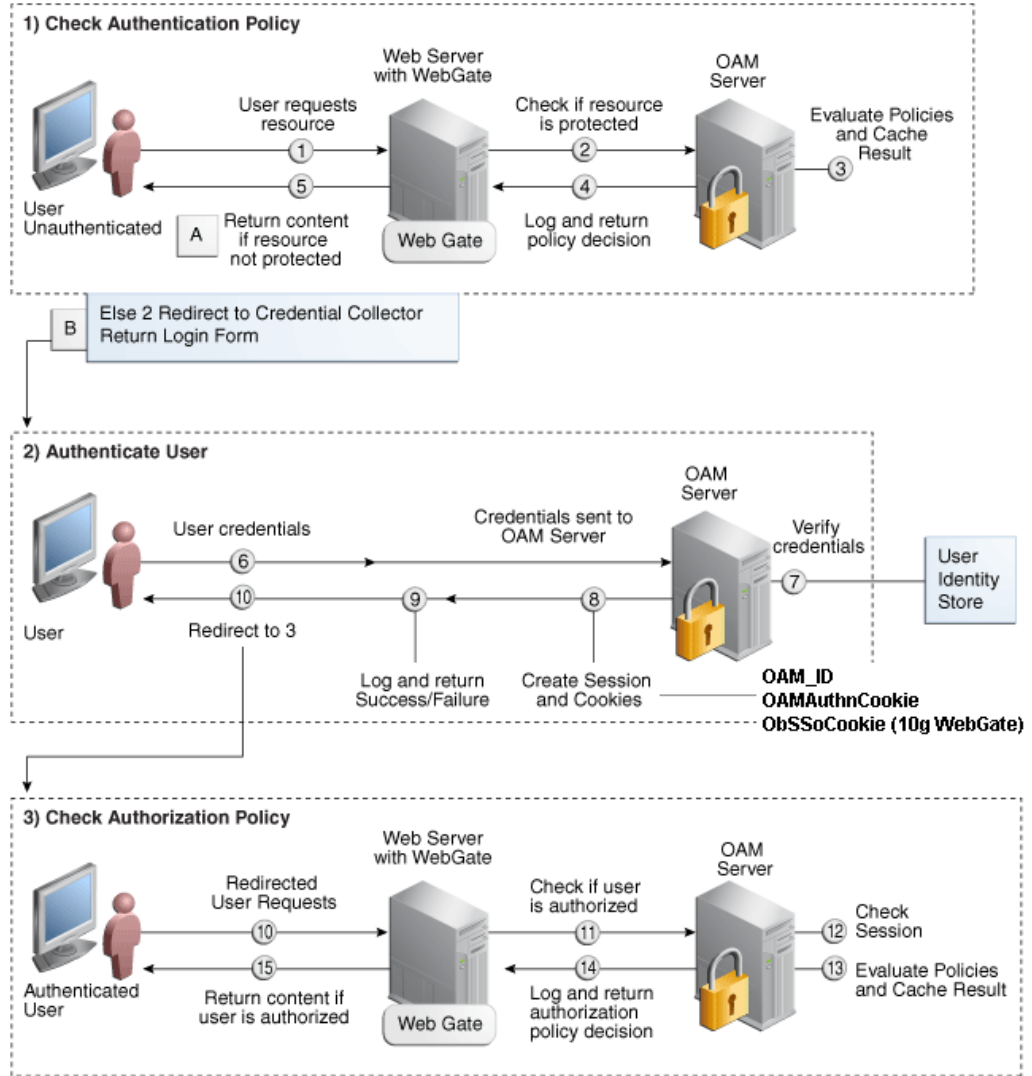 1) Check Authentication Policy
Web Server
with WebGate
OAM
Server
User requests
resource
Check if resource
is protected
Evaluate Policies
and Cache
Result
1
2
3
5
4
User
Unauthenticated
A
Return content
if resource
not protected
Web Gate
Log and return
policy decision
B
Else 2 Redirect to Credential Collector
Return Login Form
2) Authenticate User
OAM
Server
User credentials
Credentials sent to
OAM Server
Verify
credentials
User
Identity
Store
6
7
10
9
8
User
Redirect to 3
Log and return
Success/Failure
Create Session
and Cookies
OAM_ID
OAMAuthnCookie
ObSSoCookie (10g WebGate)
3) Check Authorization Policy
Web Server
with WebGate
OAM
Server
Redirected
User Requests
Check if user
is authorized
10
11
12
Check
Session
15
14
13
Evaluate Policies
and Cache Result
Authenticated
User
Return content if
user is authorized
Web Gate
Log and return
authorization
policy decision